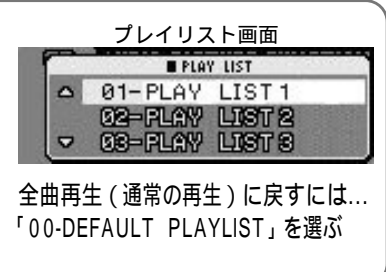 プレイリスト画面
■ PLAY LIST
01-PLAY LIST 1
02-PLAY LIST 2
03-PLAY LIST 3
全曲再生(通常の再生)に戻すには…
「00-DEFAULT PLAYLIST」を選ぶ